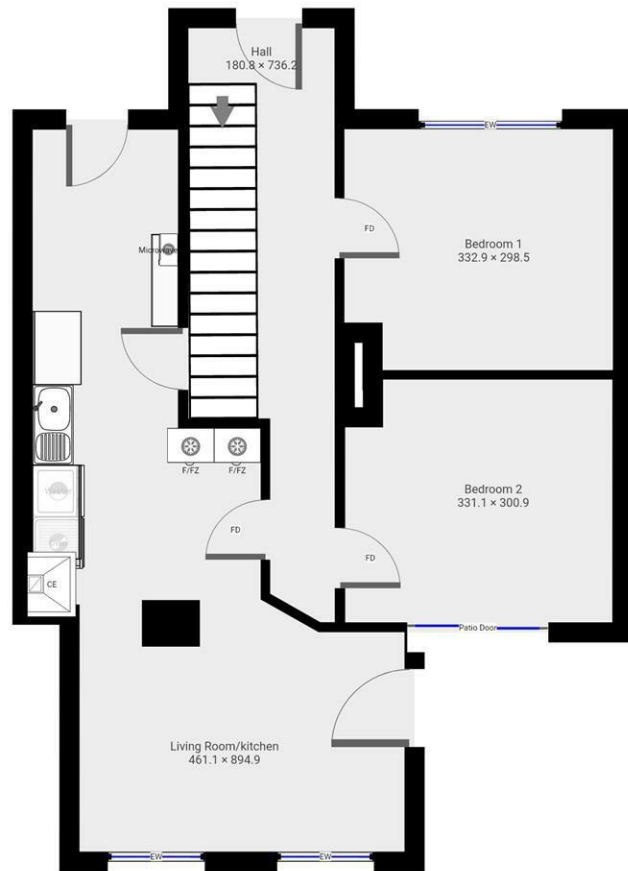 Hall
180.8 × 736.2
EW
Microwave
FD
Bedroom 1
332.9 × 298.5
F/FZ
F/FZ
Bedroom 2
331.1 × 300.9
FD
FD
CE
Patio Door
Living Room/kitchen
461.1 × 894.9
EW
EW